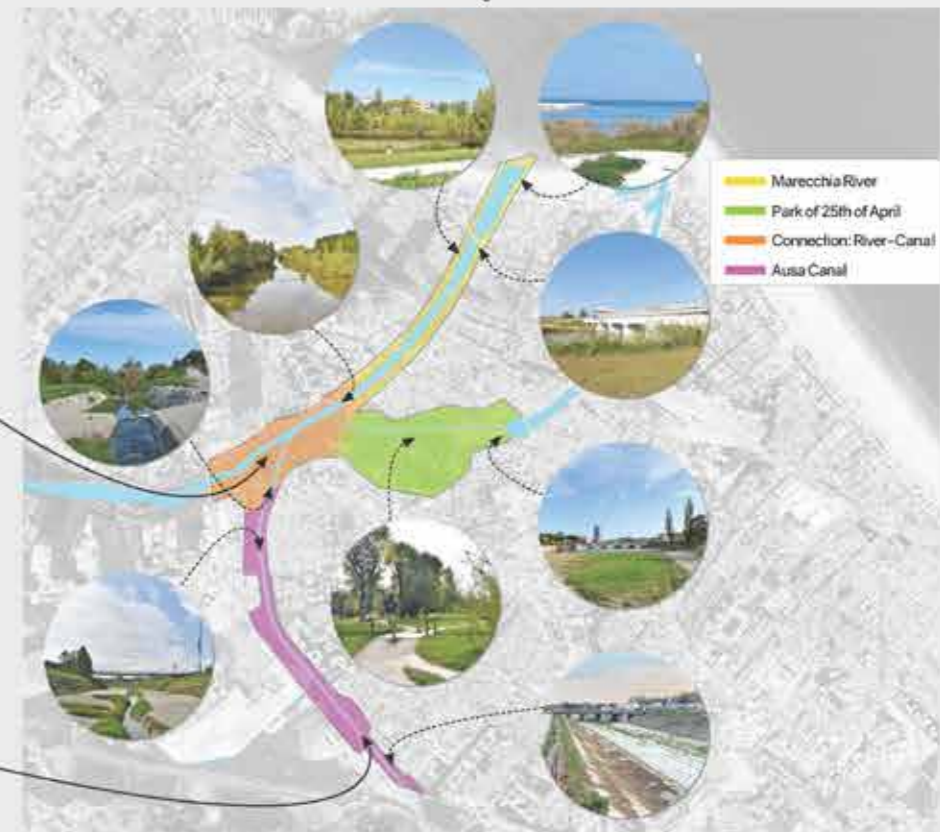 Marecchia River
Park of 25th of April
Connection: River-Canal
Ausa Canal